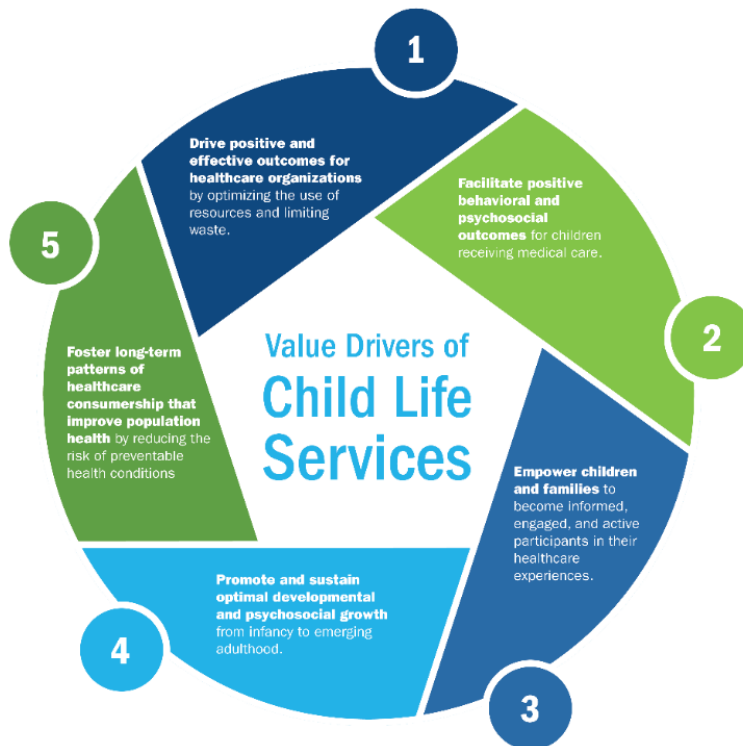 1
Drive positive and
effective outcomes for
healthcare organizations
by optimizing the use of
resources and limiting
waste.
2
Facilitate positive
behavioral and
psychosocial
outcomes for children
receiving medical care.
3
Empower children
and families to
become informed,
engaged, and active
participants in their
healthcare
experiences.
4
Promote and sustain
optimal developmental
and psychosocial growth
from infancy to emerging
adulthood.
5
Foster long-term
patterns of
healthcare
consumership that
improve population
health by reducing the
risk of preventable
health conditions
Value Drivers of
Child Life
Services